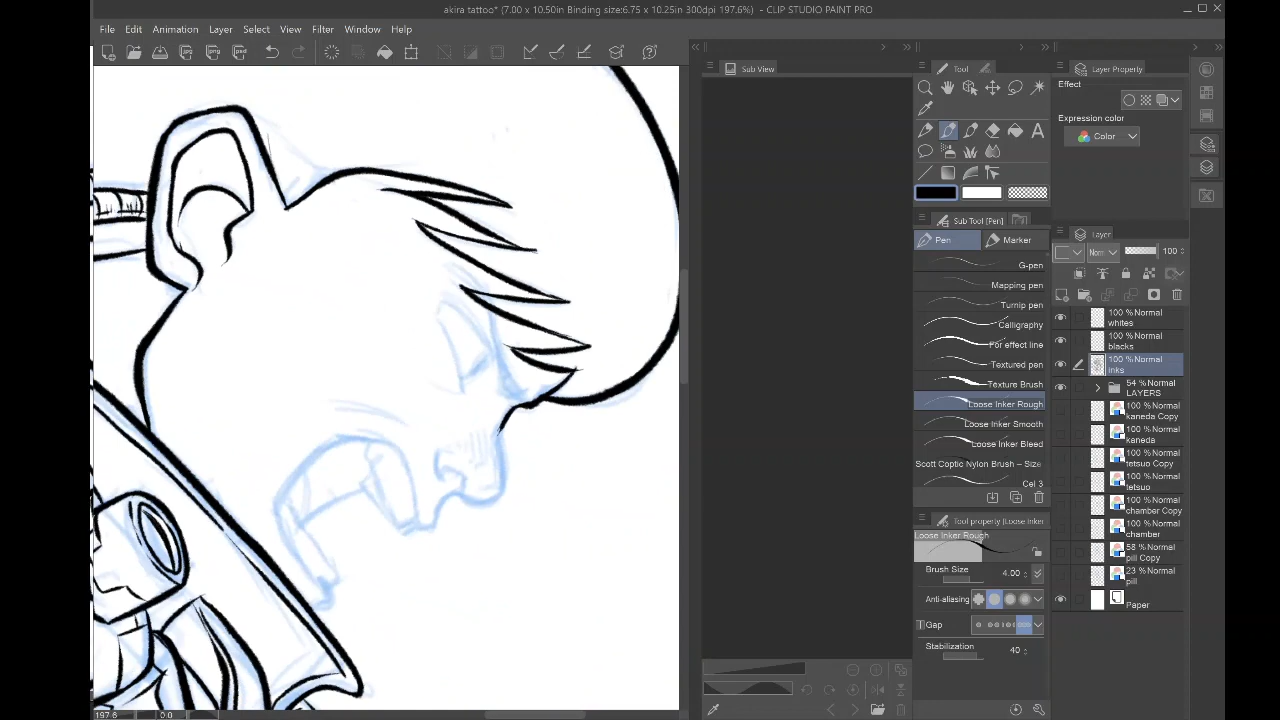 akira tattoo* (7.00 x 10.50in Binding size:6.75 x 10.25in 300dpi 197.6%) - CLIP STUDIO PAINT PRO
File Edit Animation Layer Select View Filter Window Help
Sub View
Tool
Layer Property
Effect
Expression color
Color
Sub Tool [Pen]
Pen
Marker
G-pen
Mapping pen
Turnip pen
Calligraphy
For effect line
Textured pen
Texture Brush
Loose Inker Rough
Loose Inker Smooth
Loose Inker Bleed
Scott Coptic Nylon Brush – Size
Cel 3
Tool property [Loose Inker
Loose Inker Rough
Brush Size 4.00
Anti-aliasing
Gap
Stabilization 40
Layer
Norm 100
100 %Normal
whites
100 %Normal
blacks
100 %Normal
inks
54 %Normal
LAYERS
100 %Normal
kaneda Copy
100 %Normal
kaneda
100 %Normal
tetsuo Copy
100 %Normal
tetsuo
100 %Normal
chamber Copy
100 %Normal
chamber
58 %Normal
pill Copy
23 %Normal
pill
Paper
197.6 0.0